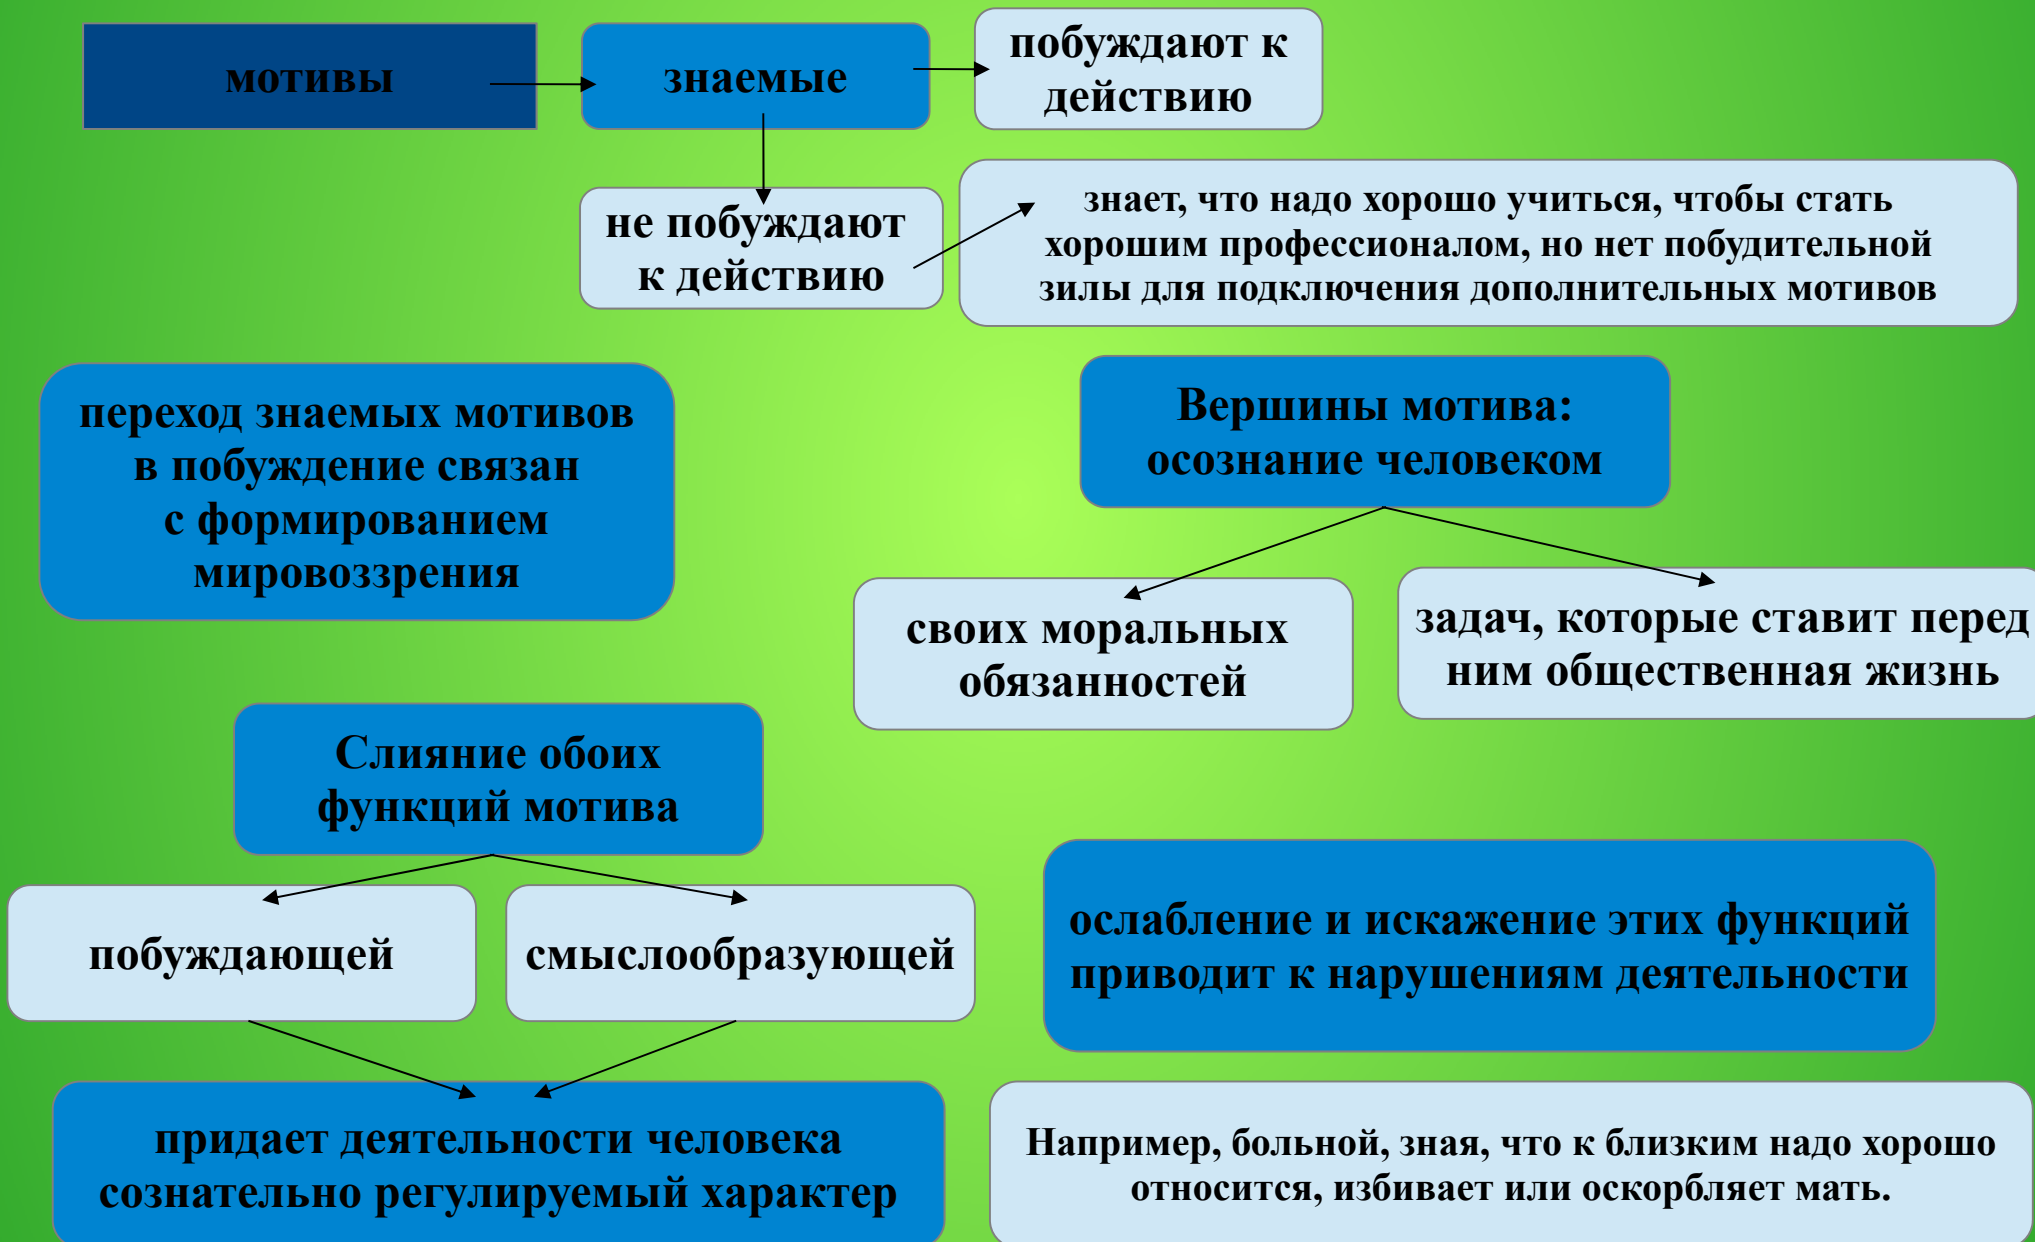 мотивы
знаемые
побуждают к
действию
не побуждают
к действию
знает, что надо хорошо учиться, чтобы стать
хорошим профессионалом, но нет побудительной
зилы для подключения дополнительных мотивов
переход знаемых мотивов
в побуждение связан
с формированием
мировоззрения
Вершины мотива:
осознание человеком
своих моральных
обязанностей
задач, которые ставит перед
ним общественная жизнь
Слияние обоих
функций мотива
побуждающей
смыслообразующей
ослабление и искажение этих функций
приводит к нарушениям деятельности
придает деятельности человека
сознательно регулируемый характер
Например, больной, зная, что к близким надо хорошо
относится, избивает или оскорбляет мать.